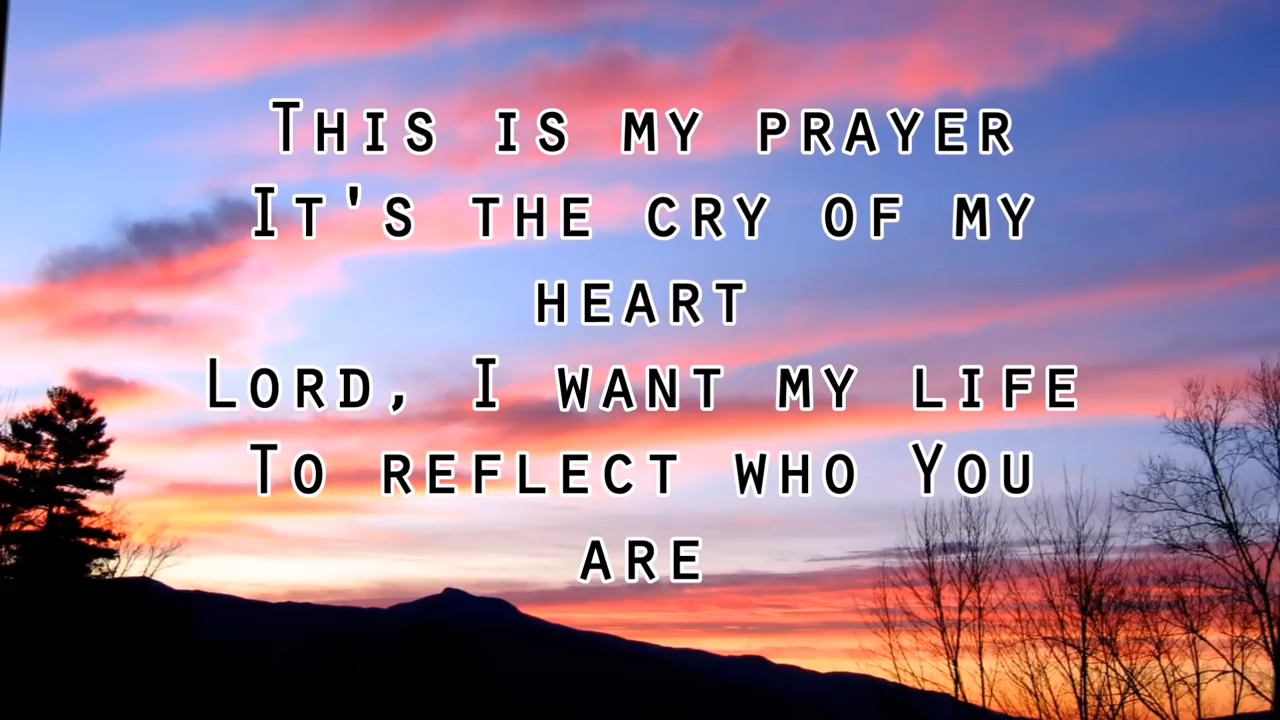 This is my prayer
It's the cry of my
heart
Lord, I want my life
To reflect who You
are